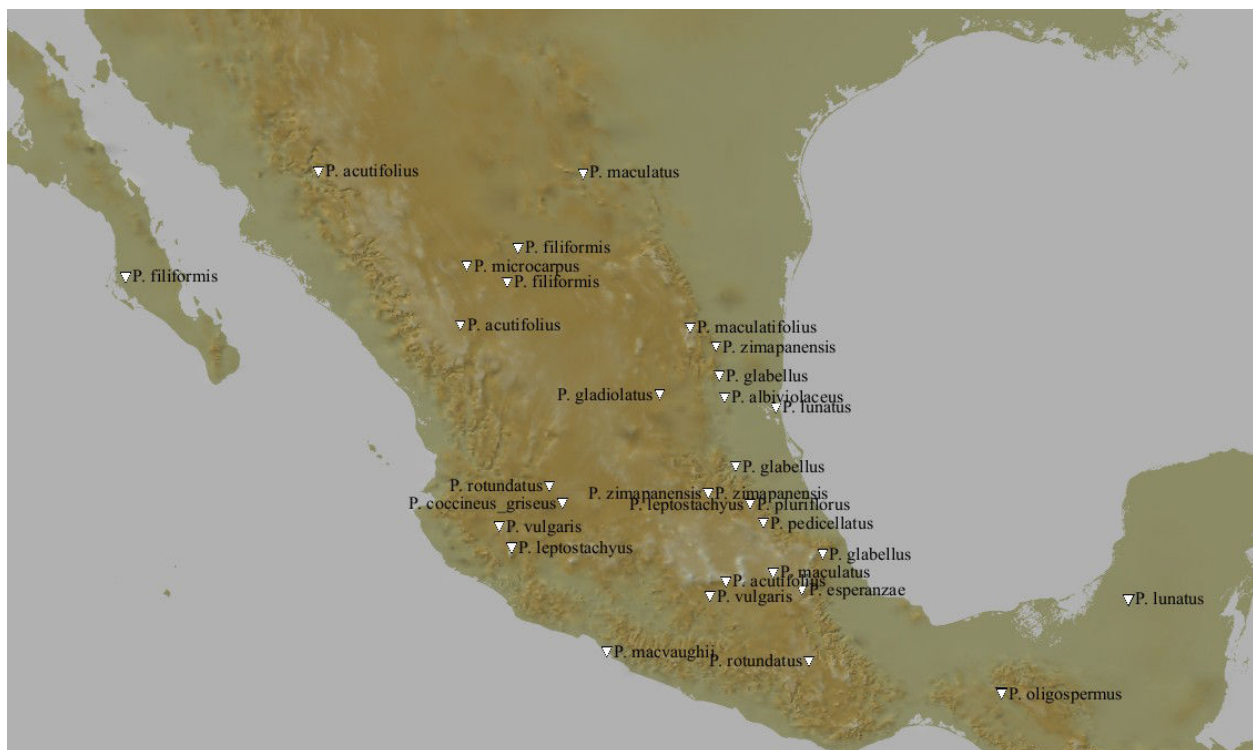 P. acutifolius
P. maculatus
P. filiformis
P. microcarpus
P. filiformis
P. filiformis
P. acutifolius
P. maculatifolius
P. zimapanensis
P. glabellus
P. gladiolatus
P. albiviolaceus
P. lunatus
P. glabellus
P. rotundatus
P. zimapanensis
P. zimapanensis
P. coccineus_griseus
P. leptostachyus
P. pluriflorus
P. pedicellatus
P. vulgaris
P. leptostachyus
P. glabellus
P. maculatus
P. acutifolius
P. esperanzae
P. vulgaris
P. lunatus
P. macvaughii
P. rotundatus
P. oligospermus